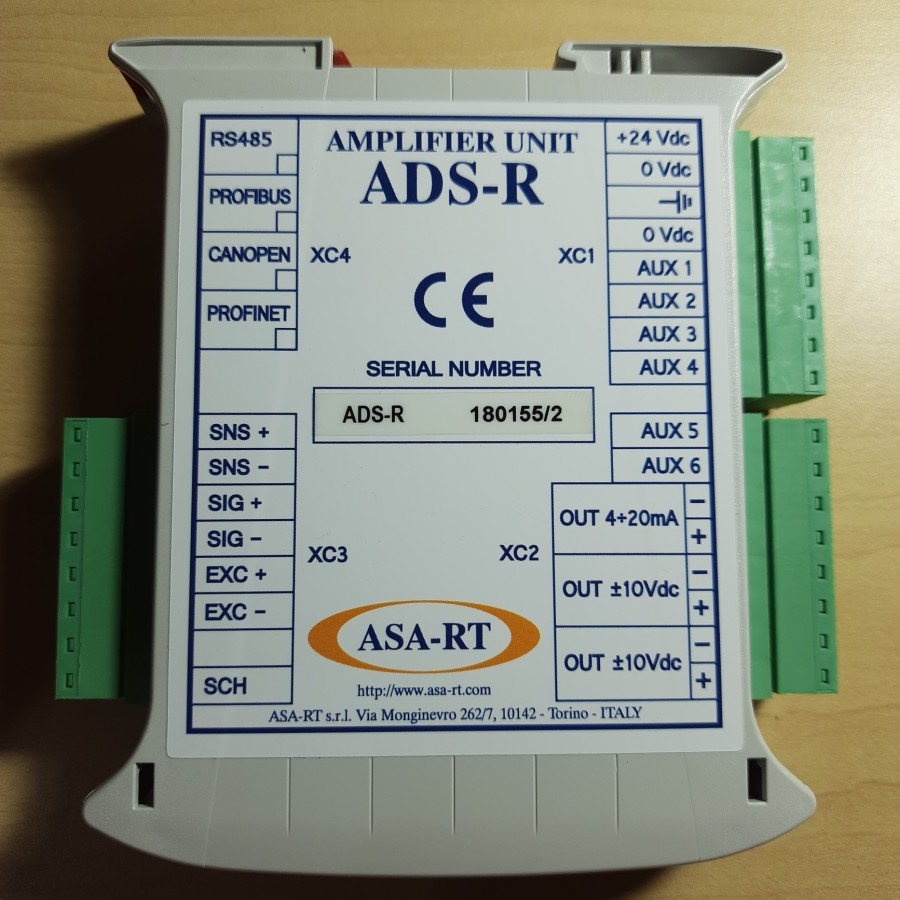 AMPLIFIER UNIT
ADS-R
RS485
PROFIBUS
CANOPEN
PROFINET
XC4
XC1
+24 Vdc
0 Vdc
0 Vdc
AUX 1
AUX 2
AUX 3
AUX 4
CE
SERIAL NUMBER
ADS-R 180155/2
SNS +
SNS -
SIG +
SIG -
EXC +
EXC -
SCH
XC3
XC2
AUX 5
AUX 6
OUT 4÷20mA - +
OUT ±10Vdc - +
OUT ±10Vdc - +
ASA-RT
http://www.asa-rt.com
ASA-RT s.r.l. Via Monginevro 262/7, 10142 - Torino - ITALY